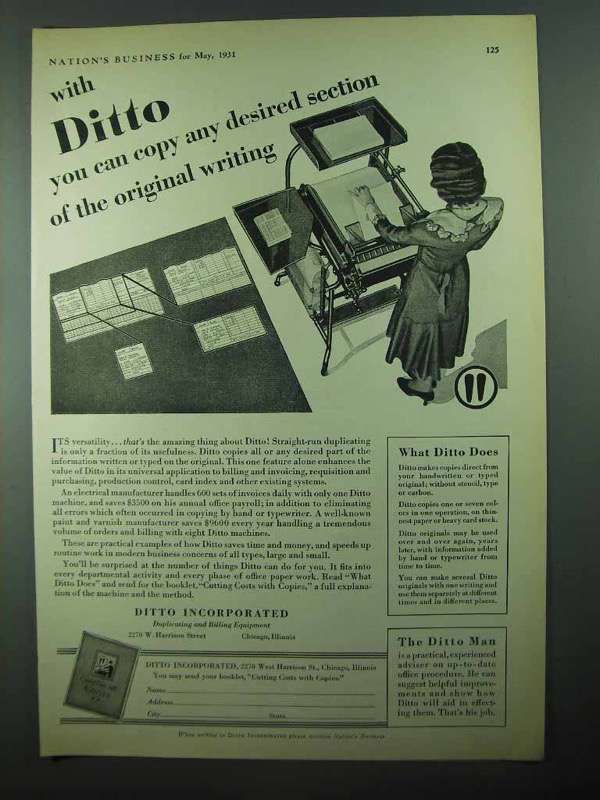 NATION'S BUSINESS for May, 1931
125
with
Ditto
you can copy any desired section
of the original writing
ITS versatility...that's the amazing thing about Ditto! Straight-run duplicating
is only a fraction of its usefulness. Ditto copies all or any desired part of the
information written or typed on the original. This one feature alone enhances the
value of Ditto in its universal application to billing and invoicing, requisition and
purchasing, production control, card index and other existing systems.
An electrical manufacturer handles 600 sets of invoices daily with only one Ditto
machine, and saves $3500 on his annual office payroll; in addition to eliminating
all errors which often occurred in copying by hand or typewriter. A well-known
paint and varnish manufacturer saves $9600 every year handling a tremendous
volume of orders and billing with eight Ditto machines.
These are practical examples of how Ditto saves time and money, and speeds up
routine work in modern business concerns of all types, large and small.
You'll be surprised at the number of things Ditto can do for you. It fits into
every departmental activity and every phase of office paper work. Read "What
Ditto Does" and send for the booklet, "Cutting Costs with Copies," a full explana-
tion of the machine and the method.
DITTO INCORPORATED
Duplicating and Billing Equipment
2270 W. Harrison Street Chicago, Illinois
DITTO INCORPORATED, 2270 West Harrison St., Chicago, Illinois
You may send your booklet, "Cutting Costs with Copies."
Name
Address
City State
What Ditto Does
Ditto makes copies direct from
your handwritten or typed
original; without stencil, type
or carbon.
Ditto copies one or seven col-
ors in one operation, on thin-
nest paper or heavy card stock.
Ditto originals may be used
over and over again, years
later, with information added
by hand or typewriter from
time to time.
You can make several Ditto
originals with one writing and
use them separately at different
times and in different places.
The Ditto Man
is a practical, experienced
adviser on up-to-date
office procedure. He can
suggest helpful improve-
ments and show how
Ditto will aid in effect-
ing them. That's his job.
When writing to DITTO INCORPORATED please mention Nation's Business